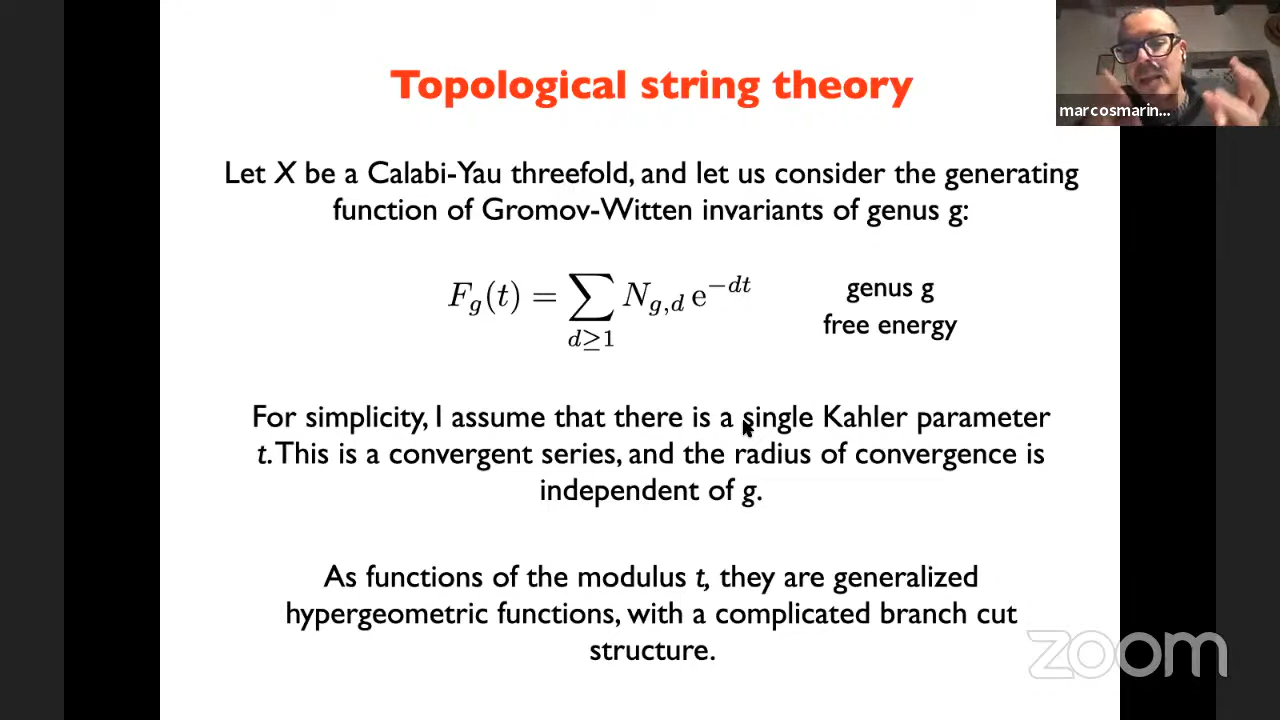 Topological string theory
marcosmarin...
Let X be a Calabi-Yau threefold, and let us consider the generating
function of Gromov-Witten invariants of genus g:
F_g(t) = \sum_{d≥1} N_{g,d} e^{-dt}
genus g
free energy
For simplicity, I assume that there is a single Kahler parameter
t. This is a convergent series, and the radius of convergence is
independent of g.
As functions of the modulus t, they are generalized
hypergeometric functions, with a complicated branch cut
structure.
zoom